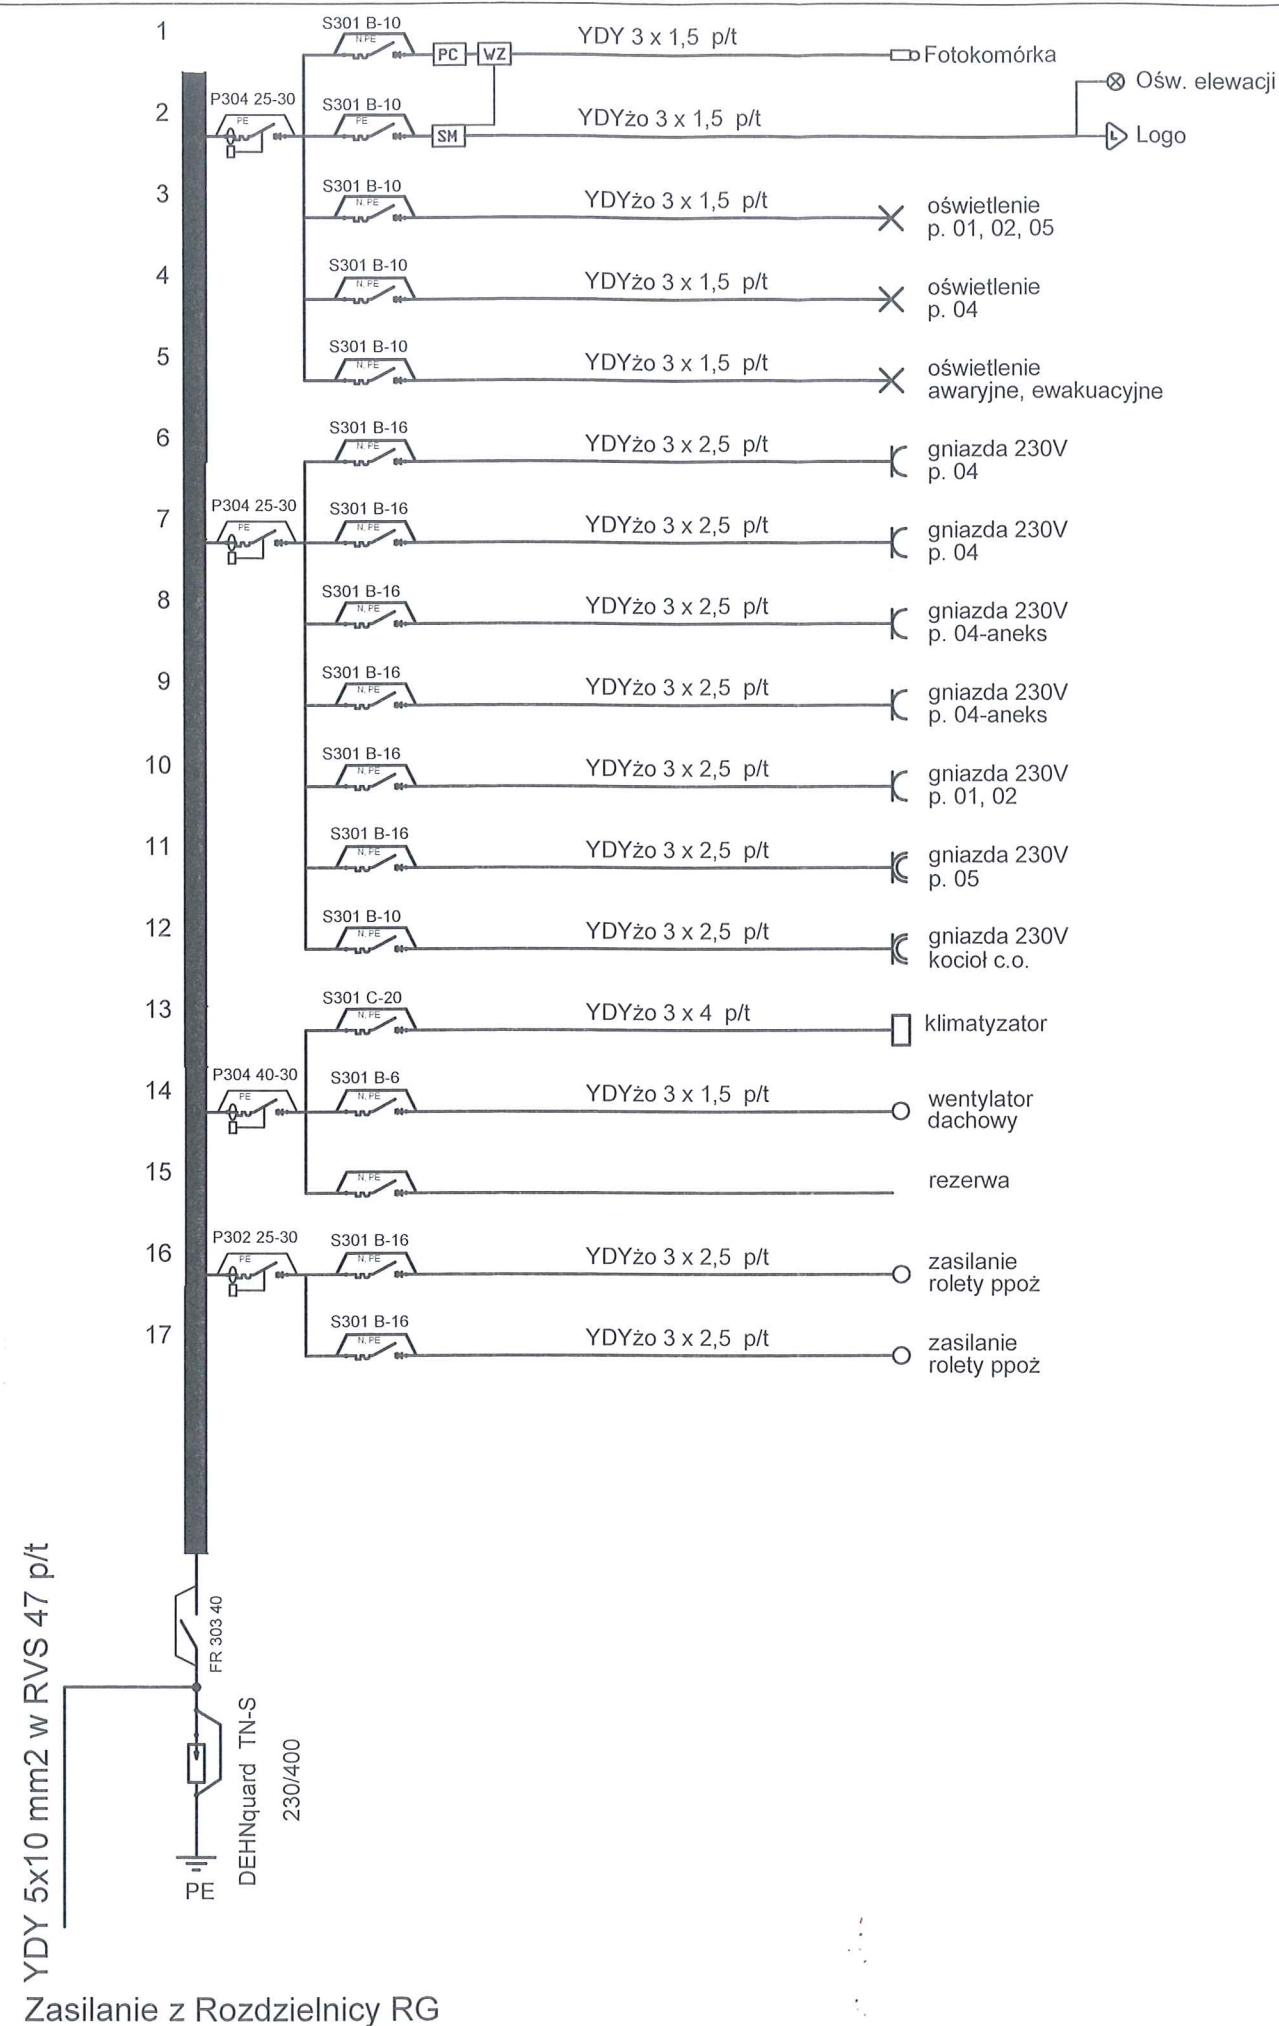 1
S301 B-10
N.PE
PC
WZ
YDY 3 x 1,5 p/t
Fotokomórka
Ośw. elewacji
2
P304 25-30
PE
S301 B-10
PE
SM
YDYżo 3 x 1,5 p/t
L
Logo
3
S301 B-10
N, PE
YDYżo 3 x 1,5 p/t
oświetlenie
p. 01, 02, 05
4
S301 B-10
N, PE
YDYżo 3 x 1,5 p/t
oświetlenie
p. 04
5
S301 B-10
N, PE
YDYżo 3 x 1,5 p/t
oświetlenie
awaryjne, ewakuacyjne
6
S301 B-16
N, PE
YDYżo 3 x 2,5 p/t
gniazda 230V
p. 04
7
P304 25-30
PE
S301 B-16
N, PE
YDYżo 3 x 2,5 p/t
gniazda 230V
p. 04
8
S301 B-16
N, PE
YDYżo 3 x 2,5 p/t
gniazda 230V
p. 04-aneks
9
S301 B-16
N, PE
YDYżo 3 x 2,5 p/t
gniazda 230V
p. 04-aneks
10
S301 B-16
N, PE
YDYżo 3 x 2,5 p/t
gniazda 230V
p. 01, 02
11
S301 B-16
N, PE
YDYżo 3 x 2,5 p/t
gniazda 230V
p. 05
12
S301 B-10
N, PE
YDYżo 3 x 2,5 p/t
gniazda 230V
kocioł c.o.
13
S301 C-20
N, PE
YDYżo 3 x 4 p/t
klimatyzator
14
P304 40-30
PE
S301 B-6
N, PE
YDYżo 3 x 1,5 p/t
wentylator
dachowy
15
N, PE
rezerwa
16
P302 25-30
PE
S301 B-16
N, PE
YDYżo 3 x 2,5 p/t
zasilanie
rolety ppoż
17
S301 B-16
N, PE
YDYżo 3 x 2,5 p/t
zasilanie
rolety ppoż
YDY 5x10 mm2 w RVS 47 p/t
FR 303 40
DEHNquard TN-S
230/400
PE
Zasilanie z Rozdzielnicy RG